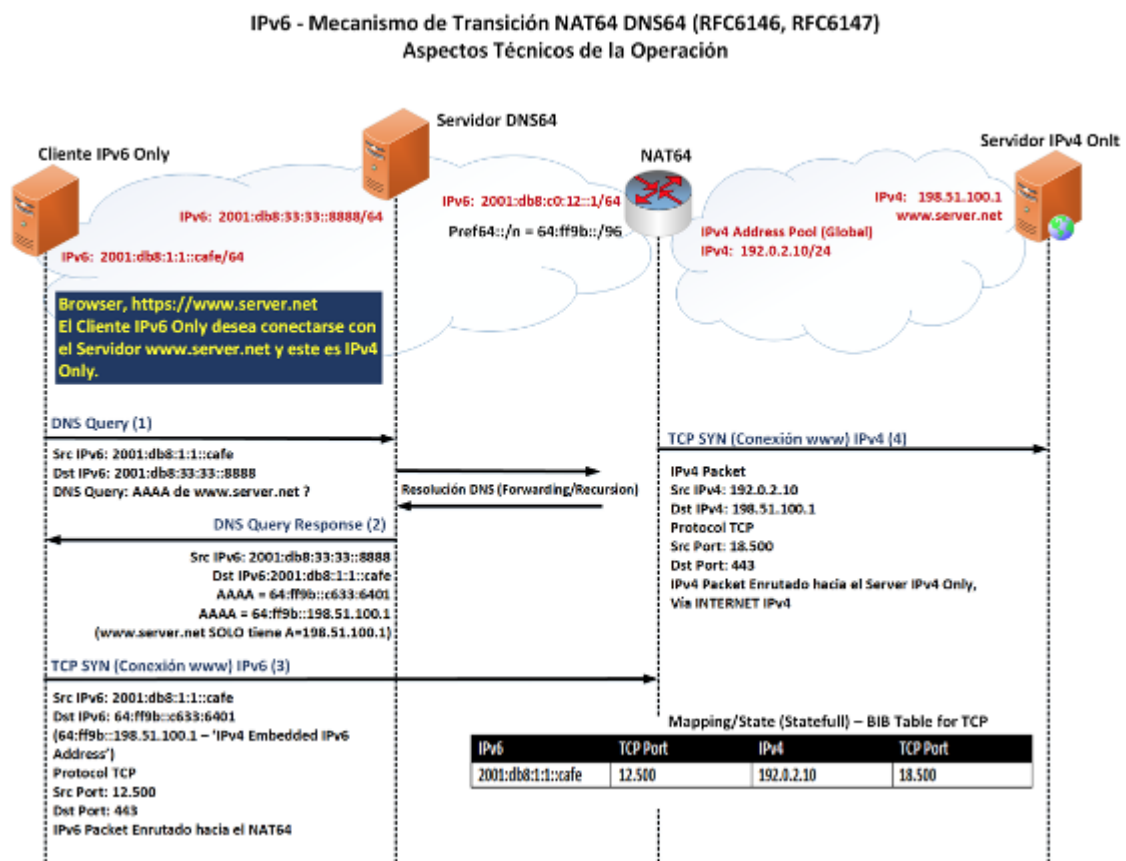 IPv6 - Mecanismo de Transición NAT64 DNS64 (RFC6146, RFC6147)
Aspectos Técnicos de la Operación
Servidor DNS64
Cliente IPv6 Only
NAT64
Servidor IPv4 Onlt
IPv6: 2001:db8:33:33::8888/64
IPv6: 2001:db8:1:1::cafe/64
IPv6: 2001:db8:c0:12::1/64
Pref64::/n = 64:ff9b::/96
IPv4: 198.51.100.1
www.server.net
IPv4 Address Pool (Global)
IPv4: 192.0.2.10/24
Browser, https://www.server.net
El Cliente IPv6 Only desea conectarse con
el Servidor www.server.net y este es IPv4
Only.
DNS Query (1)
Src IPv6: 2001:db8:1:1::cafe
Dst IPv6: 2001:db8:33:33::8888
DNS Query: AAAA de www.server.net ?
Resolución DNS (Forwarding/Recursion)
DNS Query Response (2)
Src IPv6: 2001:db8:33:33::8888
Dst IPv6:2001:db8:1:1::cafe
AAAA = 64:ff9b::c633:6401
AAAA = 64:ff9b::198.51.100.1
(www.server.net SOLO tiene A=198.51.100.1)
TCP SYN (Conexión www) IPv6 (3)
Src IPv6: 2001:db8:1:1::cafe
Dst IPv6: 64:ff9b::c633:6401
(64:ff9b::198.51.100.1 – 'IPv4 Embedded IPv6
Address')
Protocol TCP
Src Port: 12.500
Dst Port: 443
IPv6 Packet Enrutado hacia el NAT64
TCP SYN (Conexión www) IPv4 (4)
IPv4 Packet
Src IPv4: 192.0.2.10
Dst IPv4: 198.51.100.1
Protocol TCP
Src Port: 18.500
Dst Port: 443
IPv4 Packet Enrutado hacia el Server IPv4 Only,
Vía INTERNET IPv4
Mapping/State (Statefull) – BIB Table for TCP
IPv6 TCP Port IPv4 TCP Port
2001:db8:1:1::cafe 12.500 192.0.2.10 18.500